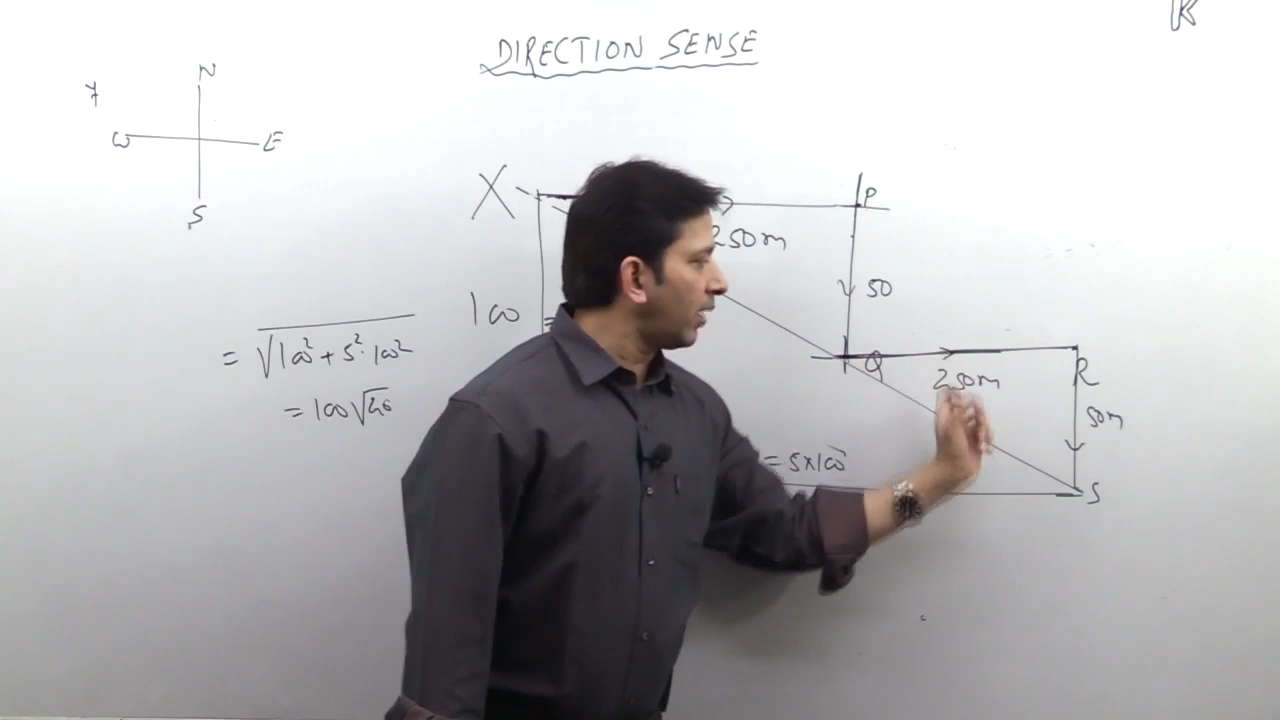 R
DIRECTION SENSE
N
W E
S
X P
250m
50
100
= √100² + 5²·100²
= 100√26
Q R
250m
50m
= 5×100
S